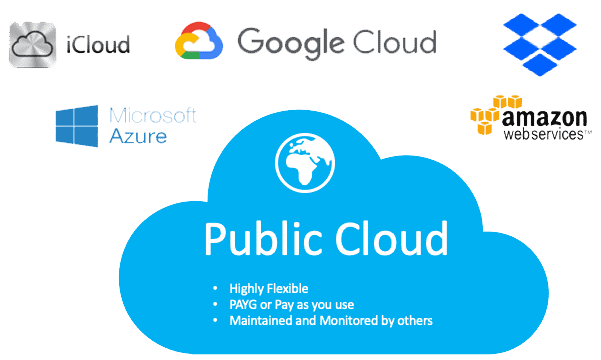 iCloud
Google Cloud
Microsoft
Azure
amazon
webservices™
Public Cloud
• Highly Flexible
• PAYG or Pay as you use
• Maintained and Monitored by others